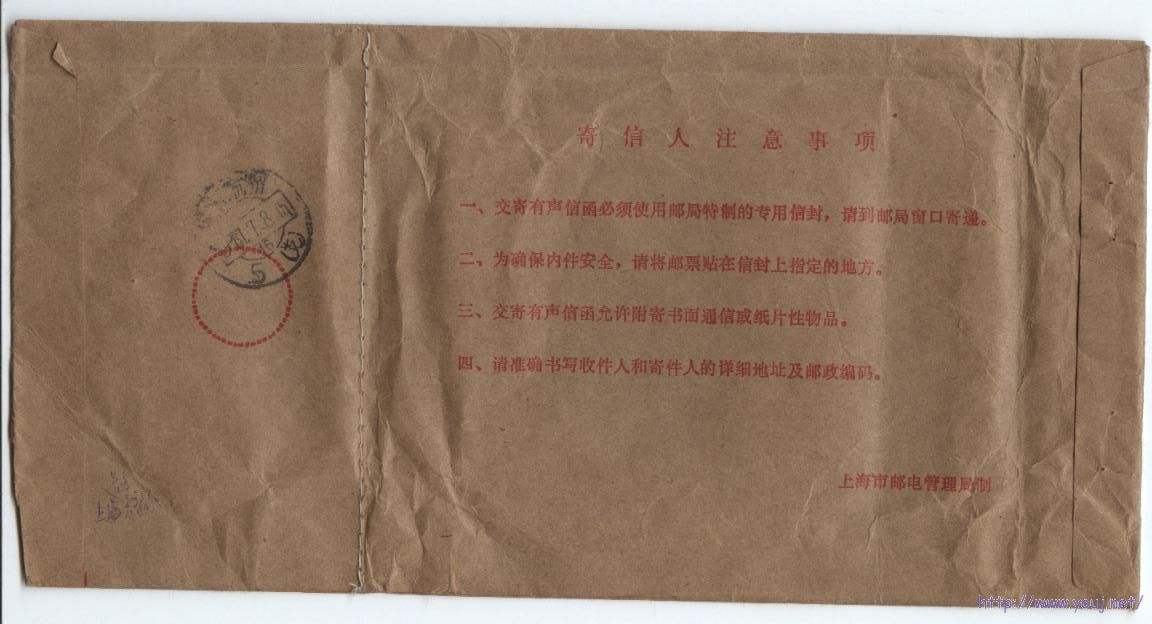 寄信人注意事项
一、交寄有声信函必须使用邮局特制的专用信封，请到邮局窗口寄递。
二、为确保内件安全，请将邮票贴在信封上指定的地方。
三、交寄有声信函允许附寄书面通信或纸片性物品。
四、请准确书写收件人和寄件人的详细地址及邮政编码。
上海市邮电管理局制
5
http://www.youj.net/